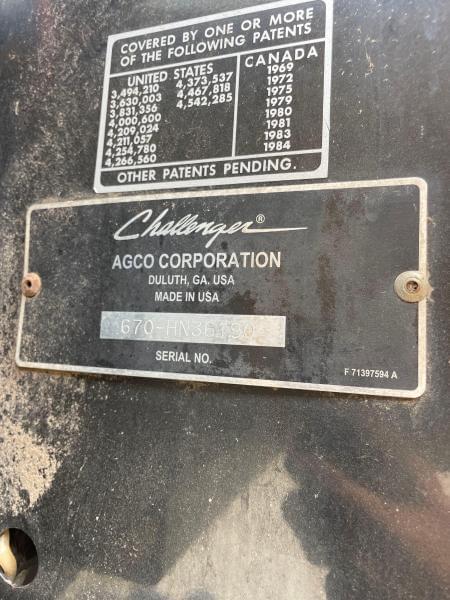 COVERED BY ONE OR MORE
OF THE FOLLOWING PATENTS
UNITED STATES
3,494,210 4,373,537
3,630,003 4,467,818
3,831,356 4,542,285
4,000,600
4,209,024
4,211,057
4,254,780
4,266,560
CANADA
1969
1972
1975
1979
1980
1981
1983
1984
OTHER PATENTS PENDING.
Challenger®
AGCO CORPORATION
DULUTH, GA. USA
MADE IN USA
670-HN36190
SERIAL NO.
F 71397594 A